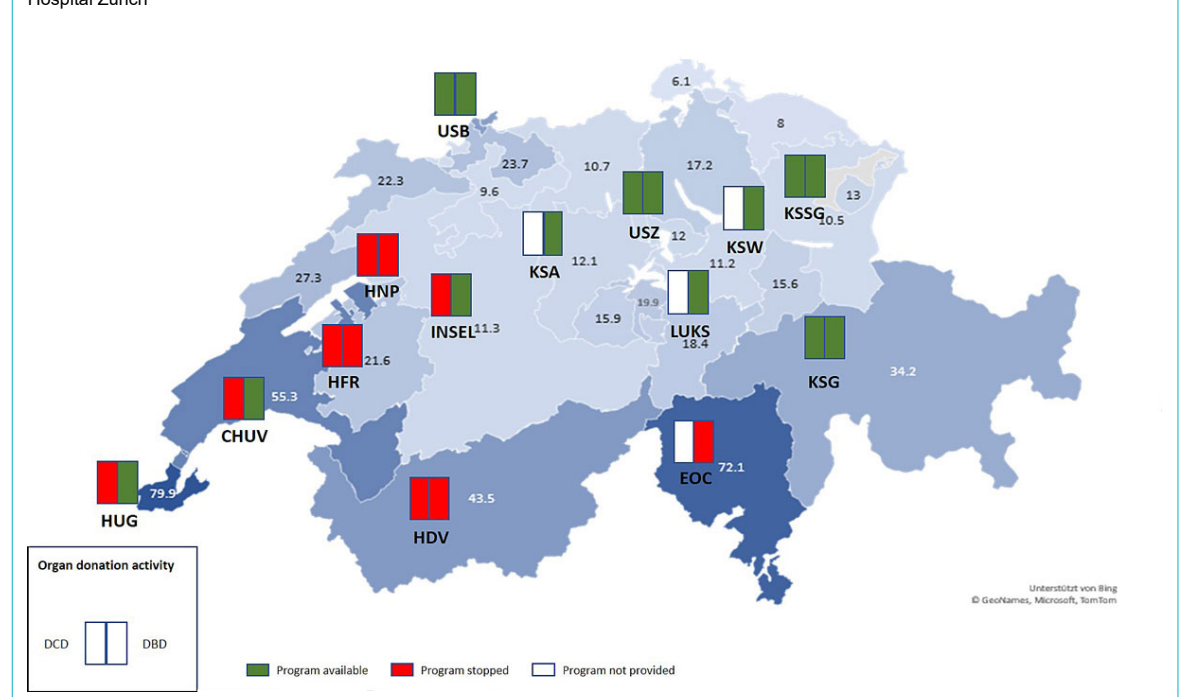 Hospital Zurich
6.1
USB
8
23.7
10.7
17.2
22.3
9.6
13
KSSG
10.5
USZ
12
KSW
KSA
12.1
11.2
27.3
HNP
15.6
19.9
INSEL
11.3
15.9
LUKS
18.4
21.6
HFR
34.2
KSG
55.3
CHUV
72.1
EOC
79.9
43.5
HUG
HDV
Organ donation activity
DCD DBD
Unterstützt von Bing
© GeoNames, Microsoft, TomTom
Program available Program stopped Program not provided